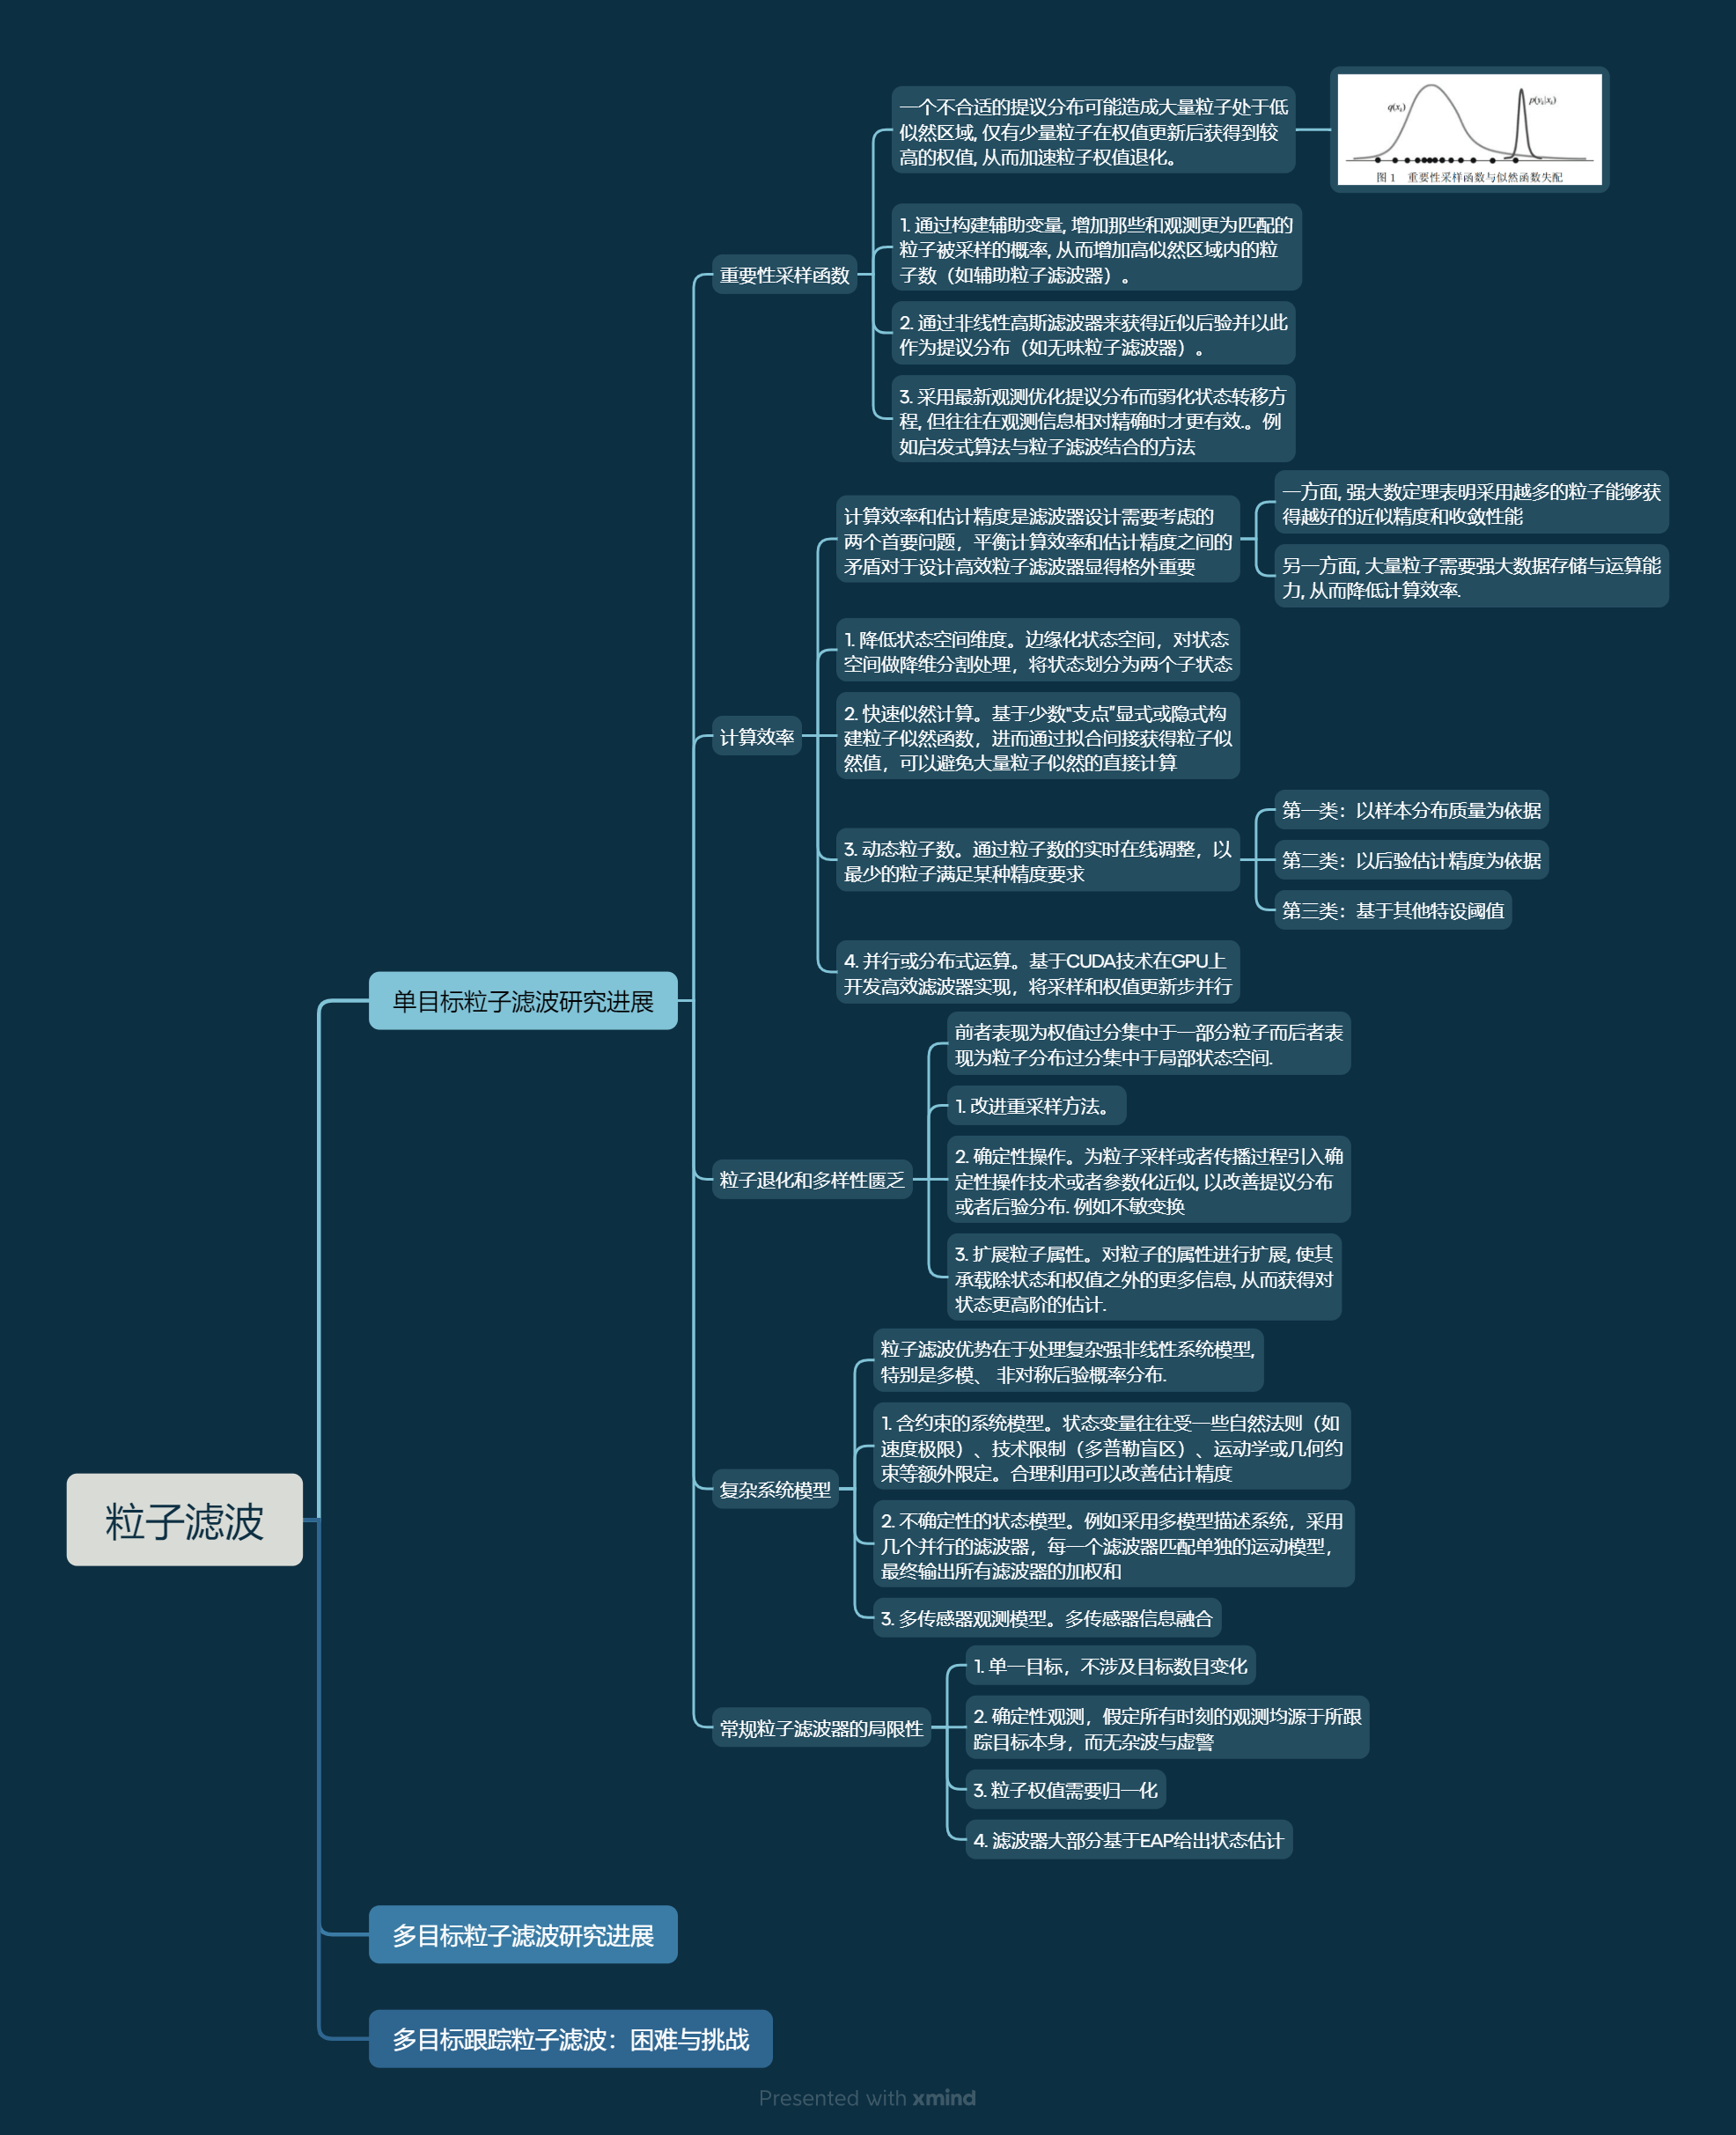 粒子滤波
单目标粒子滤波研究进展
重要性采样函数
一个不合适的提议分布可能造成大量粒子处于低
似然区域, 仅有少量粒子在权值更新后获得到较
高的权值, 从而加速粒子权值退化。
q(xₖ)
p(yₖ|xₖ)
图 1 重要性采样函数与似然函数失配
1. 通过构建辅助变量, 增加那些和观测更为匹配的
粒子被采样的概率, 从而增加高似然区域内的粒
子数（如辅助粒子滤波器）。
2. 通过非线性高斯滤波器来获得近似后验并以此
作为提议分布（如无味粒子滤波器）。
3. 采用最新观测优化提议分布而弱化状态转移方
程, 但往往在观测信息相对精确时才更有效.。例
如启发式算法与粒子滤波结合的方法
计算效率
计算效率和估计精度是滤波器设计需要考虑的
两个首要问题，平衡计算效率和估计精度之间的
矛盾对于设计高效粒子滤波器显得格外重要
一方面, 强大数定理表明采用越多的粒子能够获
得越好的近似精度和收敛性能
另一方面, 大量粒子需要强大数据存储与运算能
力, 从而降低计算效率.
1. 降低状态空间维度。边缘化状态空间，对状态
空间做降维分割处理，将状态划分为两个子状态
2. 快速似然计算。基于少数“支点”显式或隐式构
建粒子似然函数，进而通过拟合间接获得粒子似
然值，可以避免大量粒子似然的直接计算
3. 动态粒子数。通过粒子数的实时在线调整，以
最少的粒子满足某种精度要求
第一类：以样本分布质量为依据
第二类：以后验估计精度为依据
第三类：基于其他特设阈值
4. 并行或分布式运算。基于CUDA技术在GPU上
开发高效滤波器实现，将采样和权值更新步并行
粒子退化和多样性匮乏
前者表现为权值过分集中于一部分粒子而后者表
现为粒子分布过分集中于局部状态空间.
1. 改进重采样方法。
2. 确定性操作。为粒子采样或者传播过程引入确
定性操作技术或者参数化近似, 以改善提议分布
或者后验分布. 例如不敏变换
3. 扩展粒子属性。对粒子的属性进行扩展, 使其
承载除状态和权值之外的更多信息, 从而获得对
状态更高阶的估计.
复杂系统模型
粒子滤波优势在于处理复杂强非线性系统模型,
特别是多模、 非对称后验概率分布.
1. 含约束的系统模型。状态变量往往受一些自然法则（如
速度极限）、技术限制（多普勒盲区）、运动学或几何约
束等额外限定。合理利用可以改善估计精度
2. 不确定性的状态模型。例如采用多模型描述系统，采用
几个并行的滤波器，每一个滤波器匹配单独的运动模型，
最终输出所有滤波器的加权和
3. 多传感器观测模型。多传感器信息融合
常规粒子滤波器的局限性
1. 单一目标，不涉及目标数目变化
2. 确定性观测，假定所有时刻的观测均源于所跟
踪目标本身，而无杂波与虚警
3. 粒子权值需要归一化
4. 滤波器大部分基于EAP给出状态估计
多目标粒子滤波研究进展
多目标跟踪粒子滤波：困难与挑战
Presented with xmind